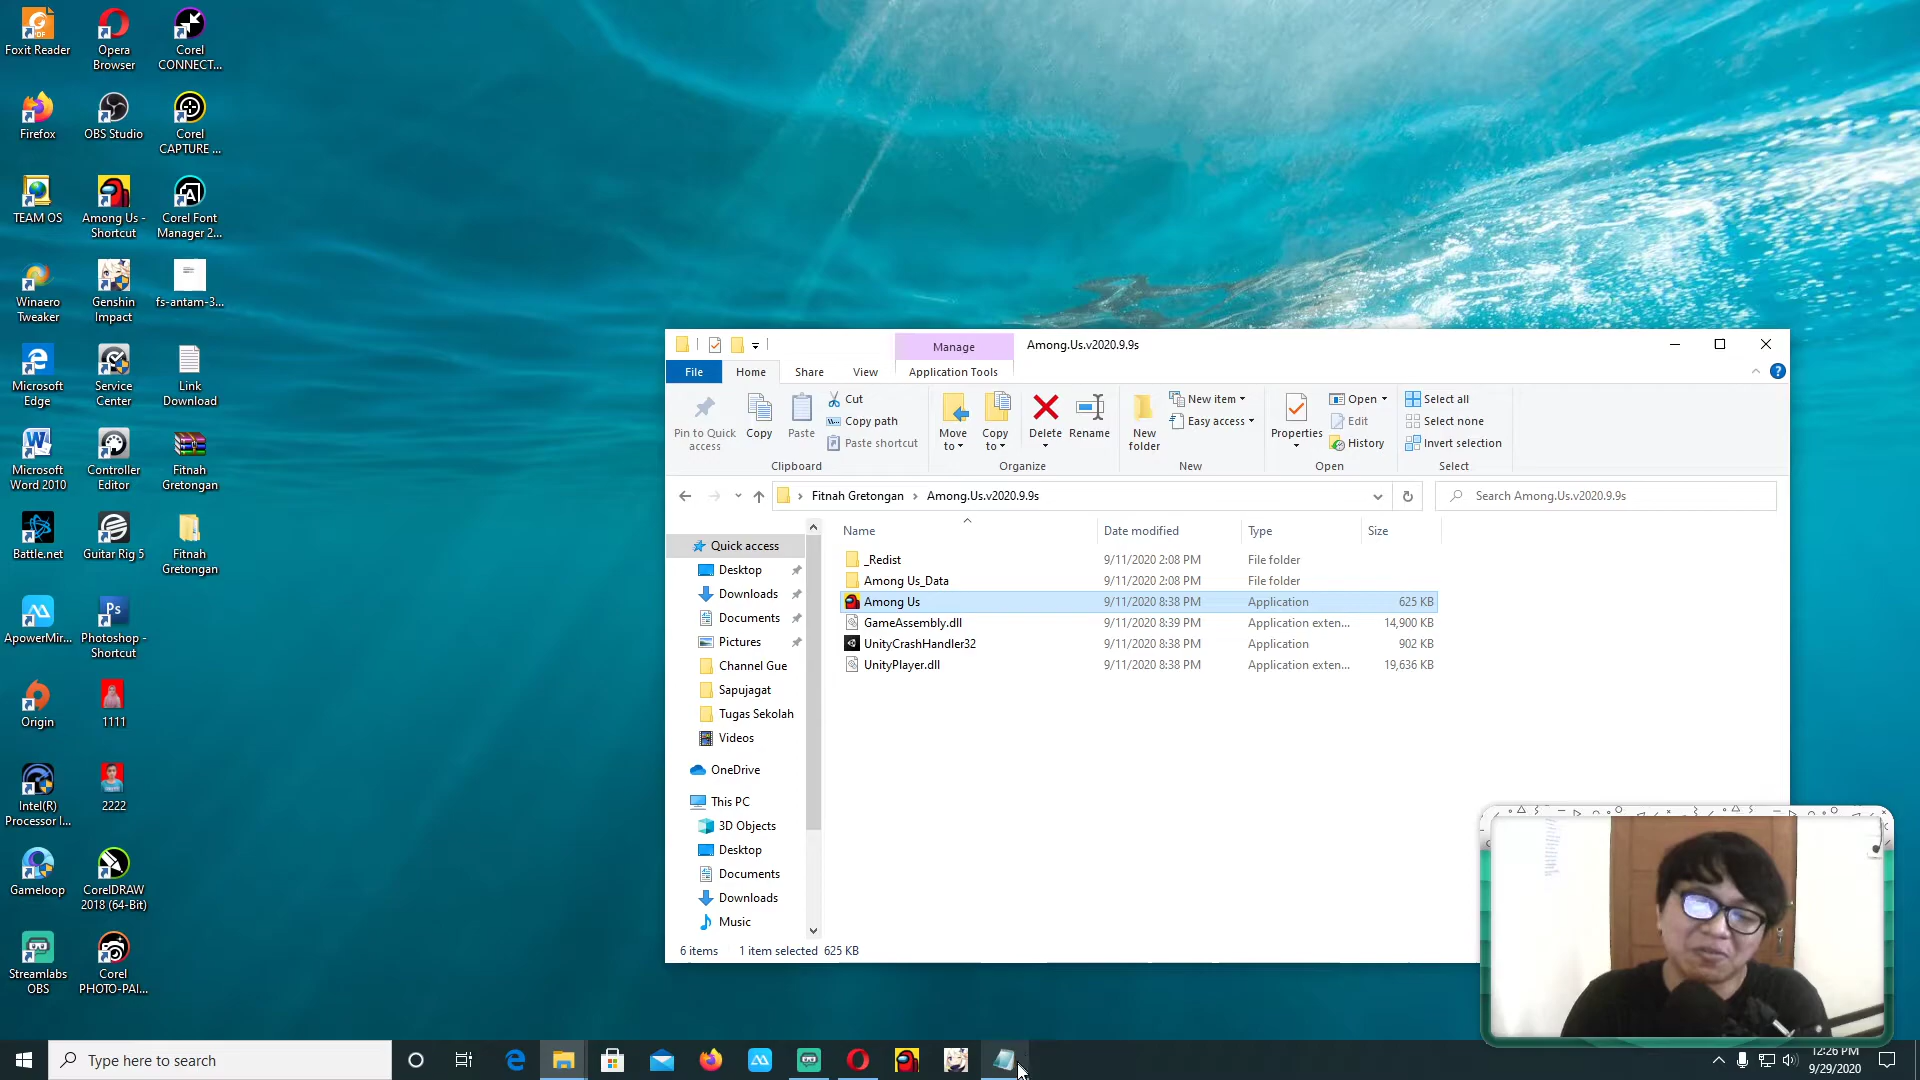 Foxit Reader
Opera
Browser
Corel
CONNECT...
Firefox
OBS Studio
Corel
CAPTURE ...
TEAM OS
Among Us -
Shortcut
Corel Font
Manager 2...
Winaero
Tweaker
Genshin
Impact
fs-antam-3...
Microsoft
Edge
Service
Center
Link
Download
Microsoft
Word 2010
Controller
Editor
Fitnah
Gretongan
Battle.net
Guitar Rig 5
Fitnah
Gretongan
ApowerMir...
Photoshop -
Shortcut
Origin
1111
Intel(R)
Processor I...
2222
Gameloop
CorelDRAW
2018 (64-Bit)
Streamlabs
OBS
Corel
PHOTO-PAI...
Manage
Among.Us.v2020.9.9s
File
Home
Share
View
Application Tools
Pin to Quick
access
Copy
Paste
Cut
Copy path
Paste shortcut
Clipboard
Move
to
Copy
to
Delete
Rename
Organize
New
folder
New item
Easy access
New
Properties
Open
Edit
History
Open
Select all
Select none
Invert selection
Select
Fitnah Gretongan > Among.Us.v2020.9.9s
Search Among.Us.v2020.9.9s
Name Date modified Type Size
_Redist 9/11/2020 2:08 PM File folder
Among Us_Data 9/11/2020 2:08 PM File folder
Among Us 9/11/2020 8:38 PM Application 625 KB
GameAssembly.dll 9/11/2020 8:39 PM Application exten... 14,900 KB
UnityCrashHandler32 9/11/2020 8:38 PM Application 902 KB
UnityPlayer.dll 9/11/2020 8:38 PM Application exten... 19,636 KB
Quick access
Desktop
Downloads
Documents
Pictures
Channel Gue
Sapujagat
Tugas Sekolah
Videos
OneDrive
This PC
3D Objects
Desktop
Documents
Downloads
Music
6 items 1 item selected 625 KB
Type here to search
12:26 PM
9/29/2020